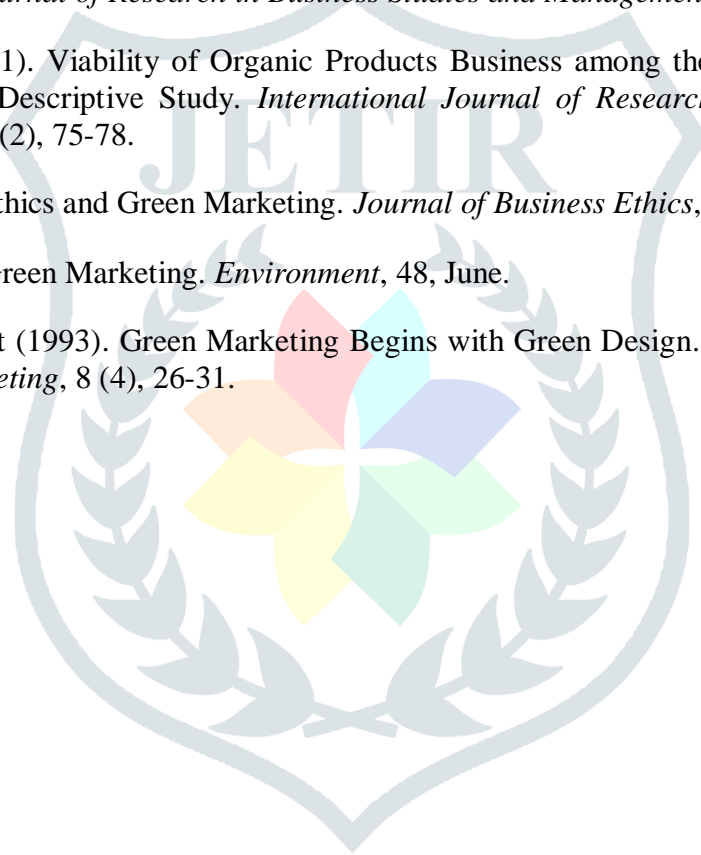 Journal of Research in Business Studies and Management
1). Viability of Organic Products Business among the
Descriptive Study. International Journal of Research
(2), 75-78.
JETIR
thics and Green Marketing. Journal of Business Ethics,
Green Marketing. Environment, 48, June.
t (1993). Green Marketing Begins with Green Design.
eting, 8 (4), 26-31.